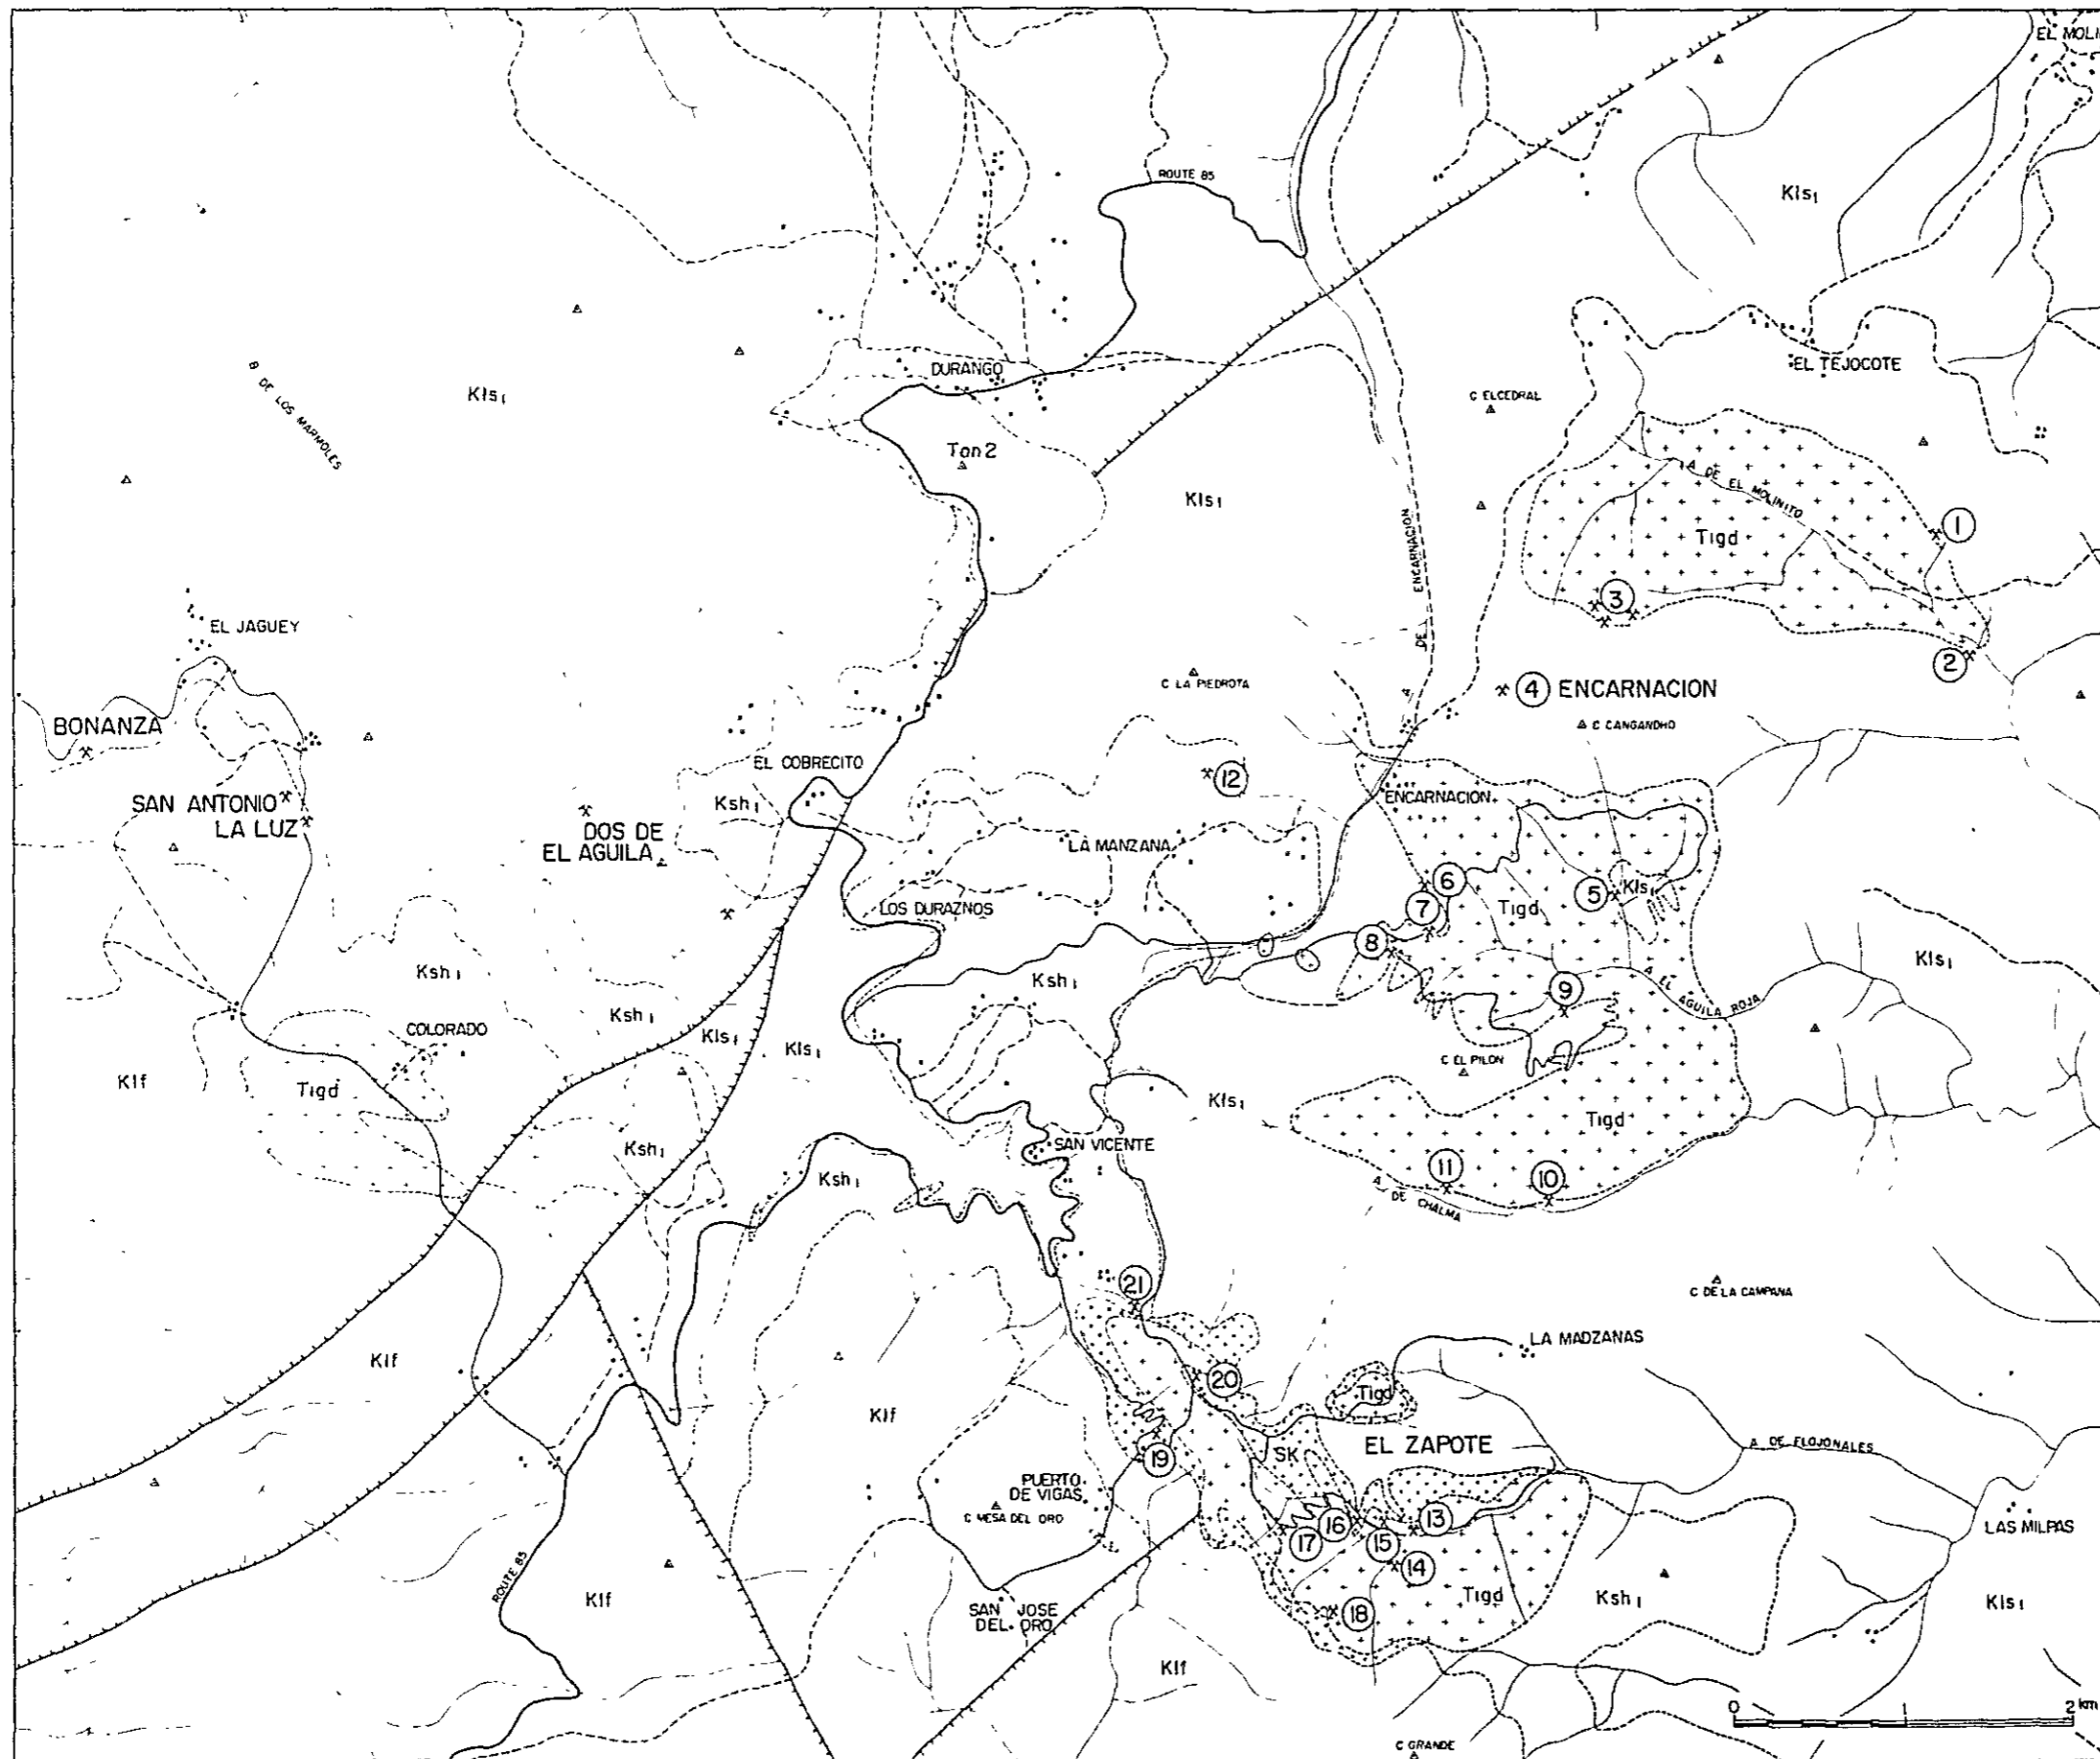 EL MOLI
ROUTE 85
Kls1
EL TEJOCOTE
DURANGO
B DE LOS MARMOLES
Kls1
C ELCEDRAL
Tan2
A DE EL MOLINITO
Kls1
DE ENCARNACION
1
Tigd
3
EL JAGUEY
2
C LA PIEDROTA
4 ENCARNACION
BONANZA
C CANGANDHO
EL COBRECITO
12
SAN ANTONIO
LA LUZ
Ksh1
ENCARNACION
DOS DE
EL AGUILA
LA MANZANA
6
5
Kls1
LOS DURAZNOS
7
Tigd
8
Kls1
Ksh1
Ksh1
9
A EL AGUILA ROJA
Ksh1
COLORADO
Kls1
Kls1
C EL PILON
Klf
Tigd
Kls1
Tigd
Ksh1
SAN VICENTE
Ksh1
11
10
A DE CHALMA
21
C DE LA CAMPANA
LA MADZANAS
Klf
20
Tigd
Klf
EL ZAPOTE
A DE FLOJONALES
SK
19
PUERTO
DE VIGAS
C MESA DEL ORO
16
13
LAS MILPAS
17
15
14
ROUTE 85
Klf
SAN JOSE
DEL ORO
18
Tigd
Ksh1
Kls1
Klf
0 1 2 km
C GRANDE